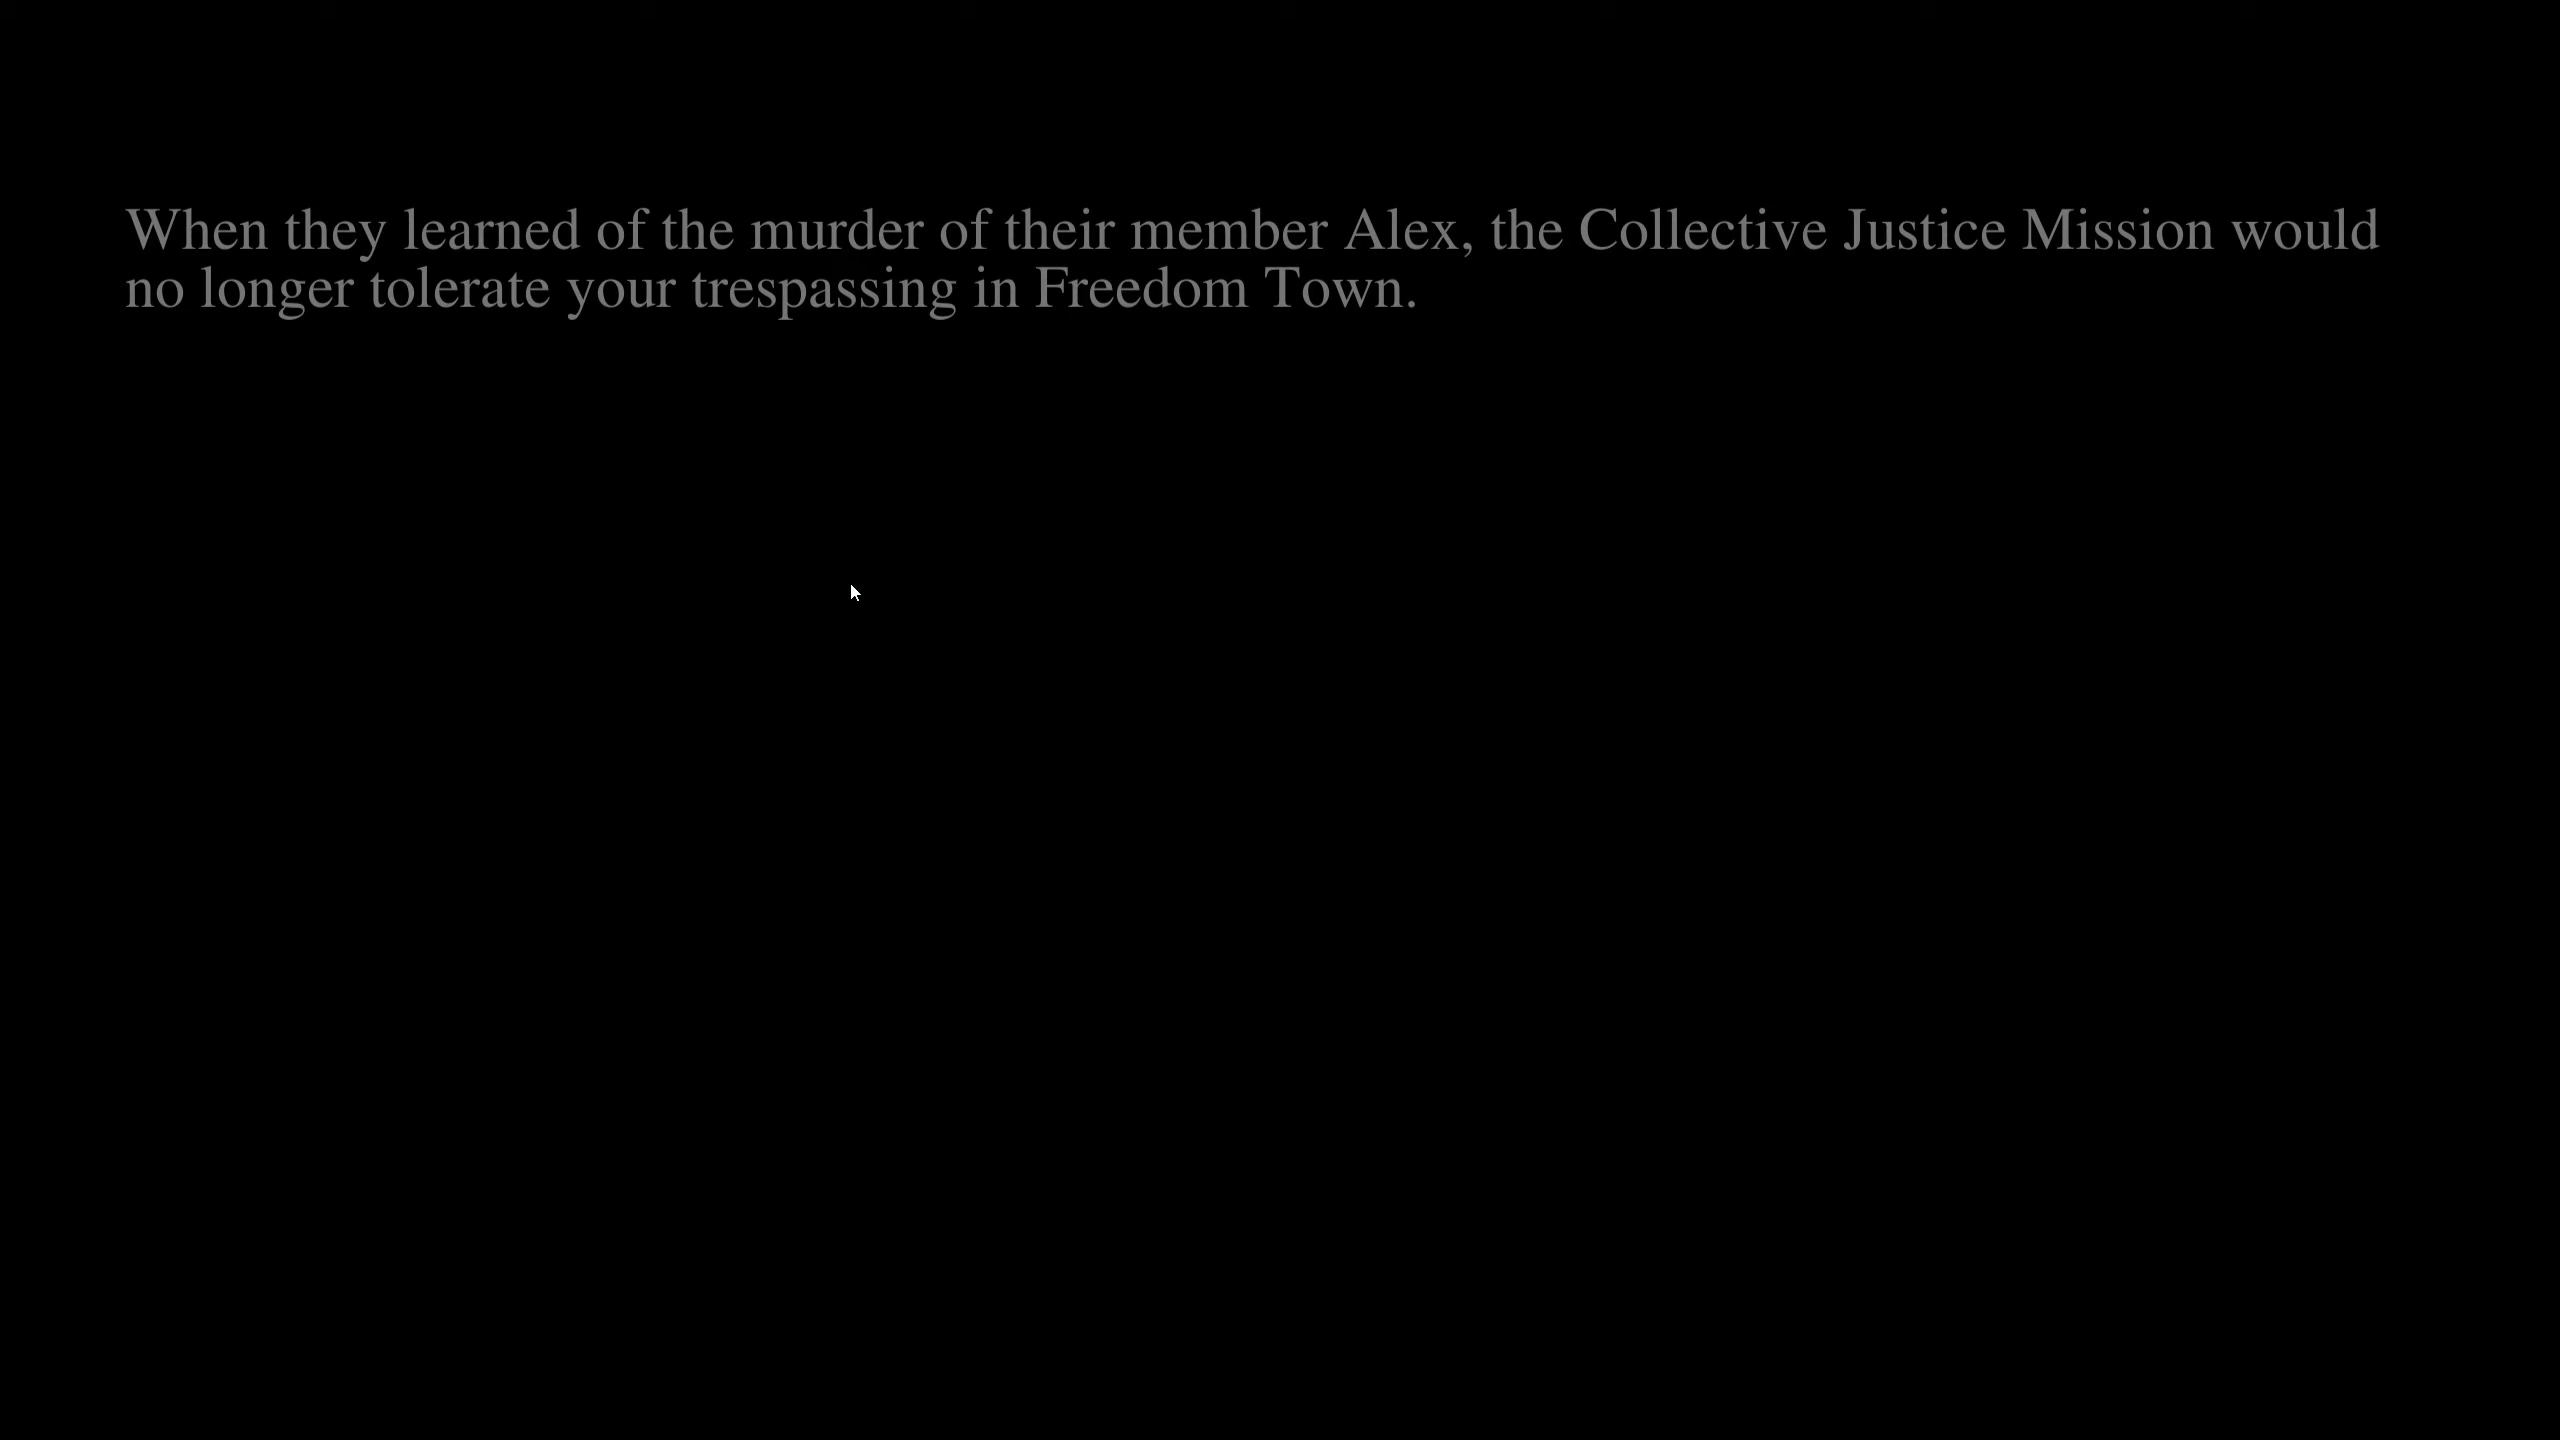 When they learned of the murder of their member Alex, the Collective Justice Mission would
no longer tolerate your trespassing in Freedom Town.